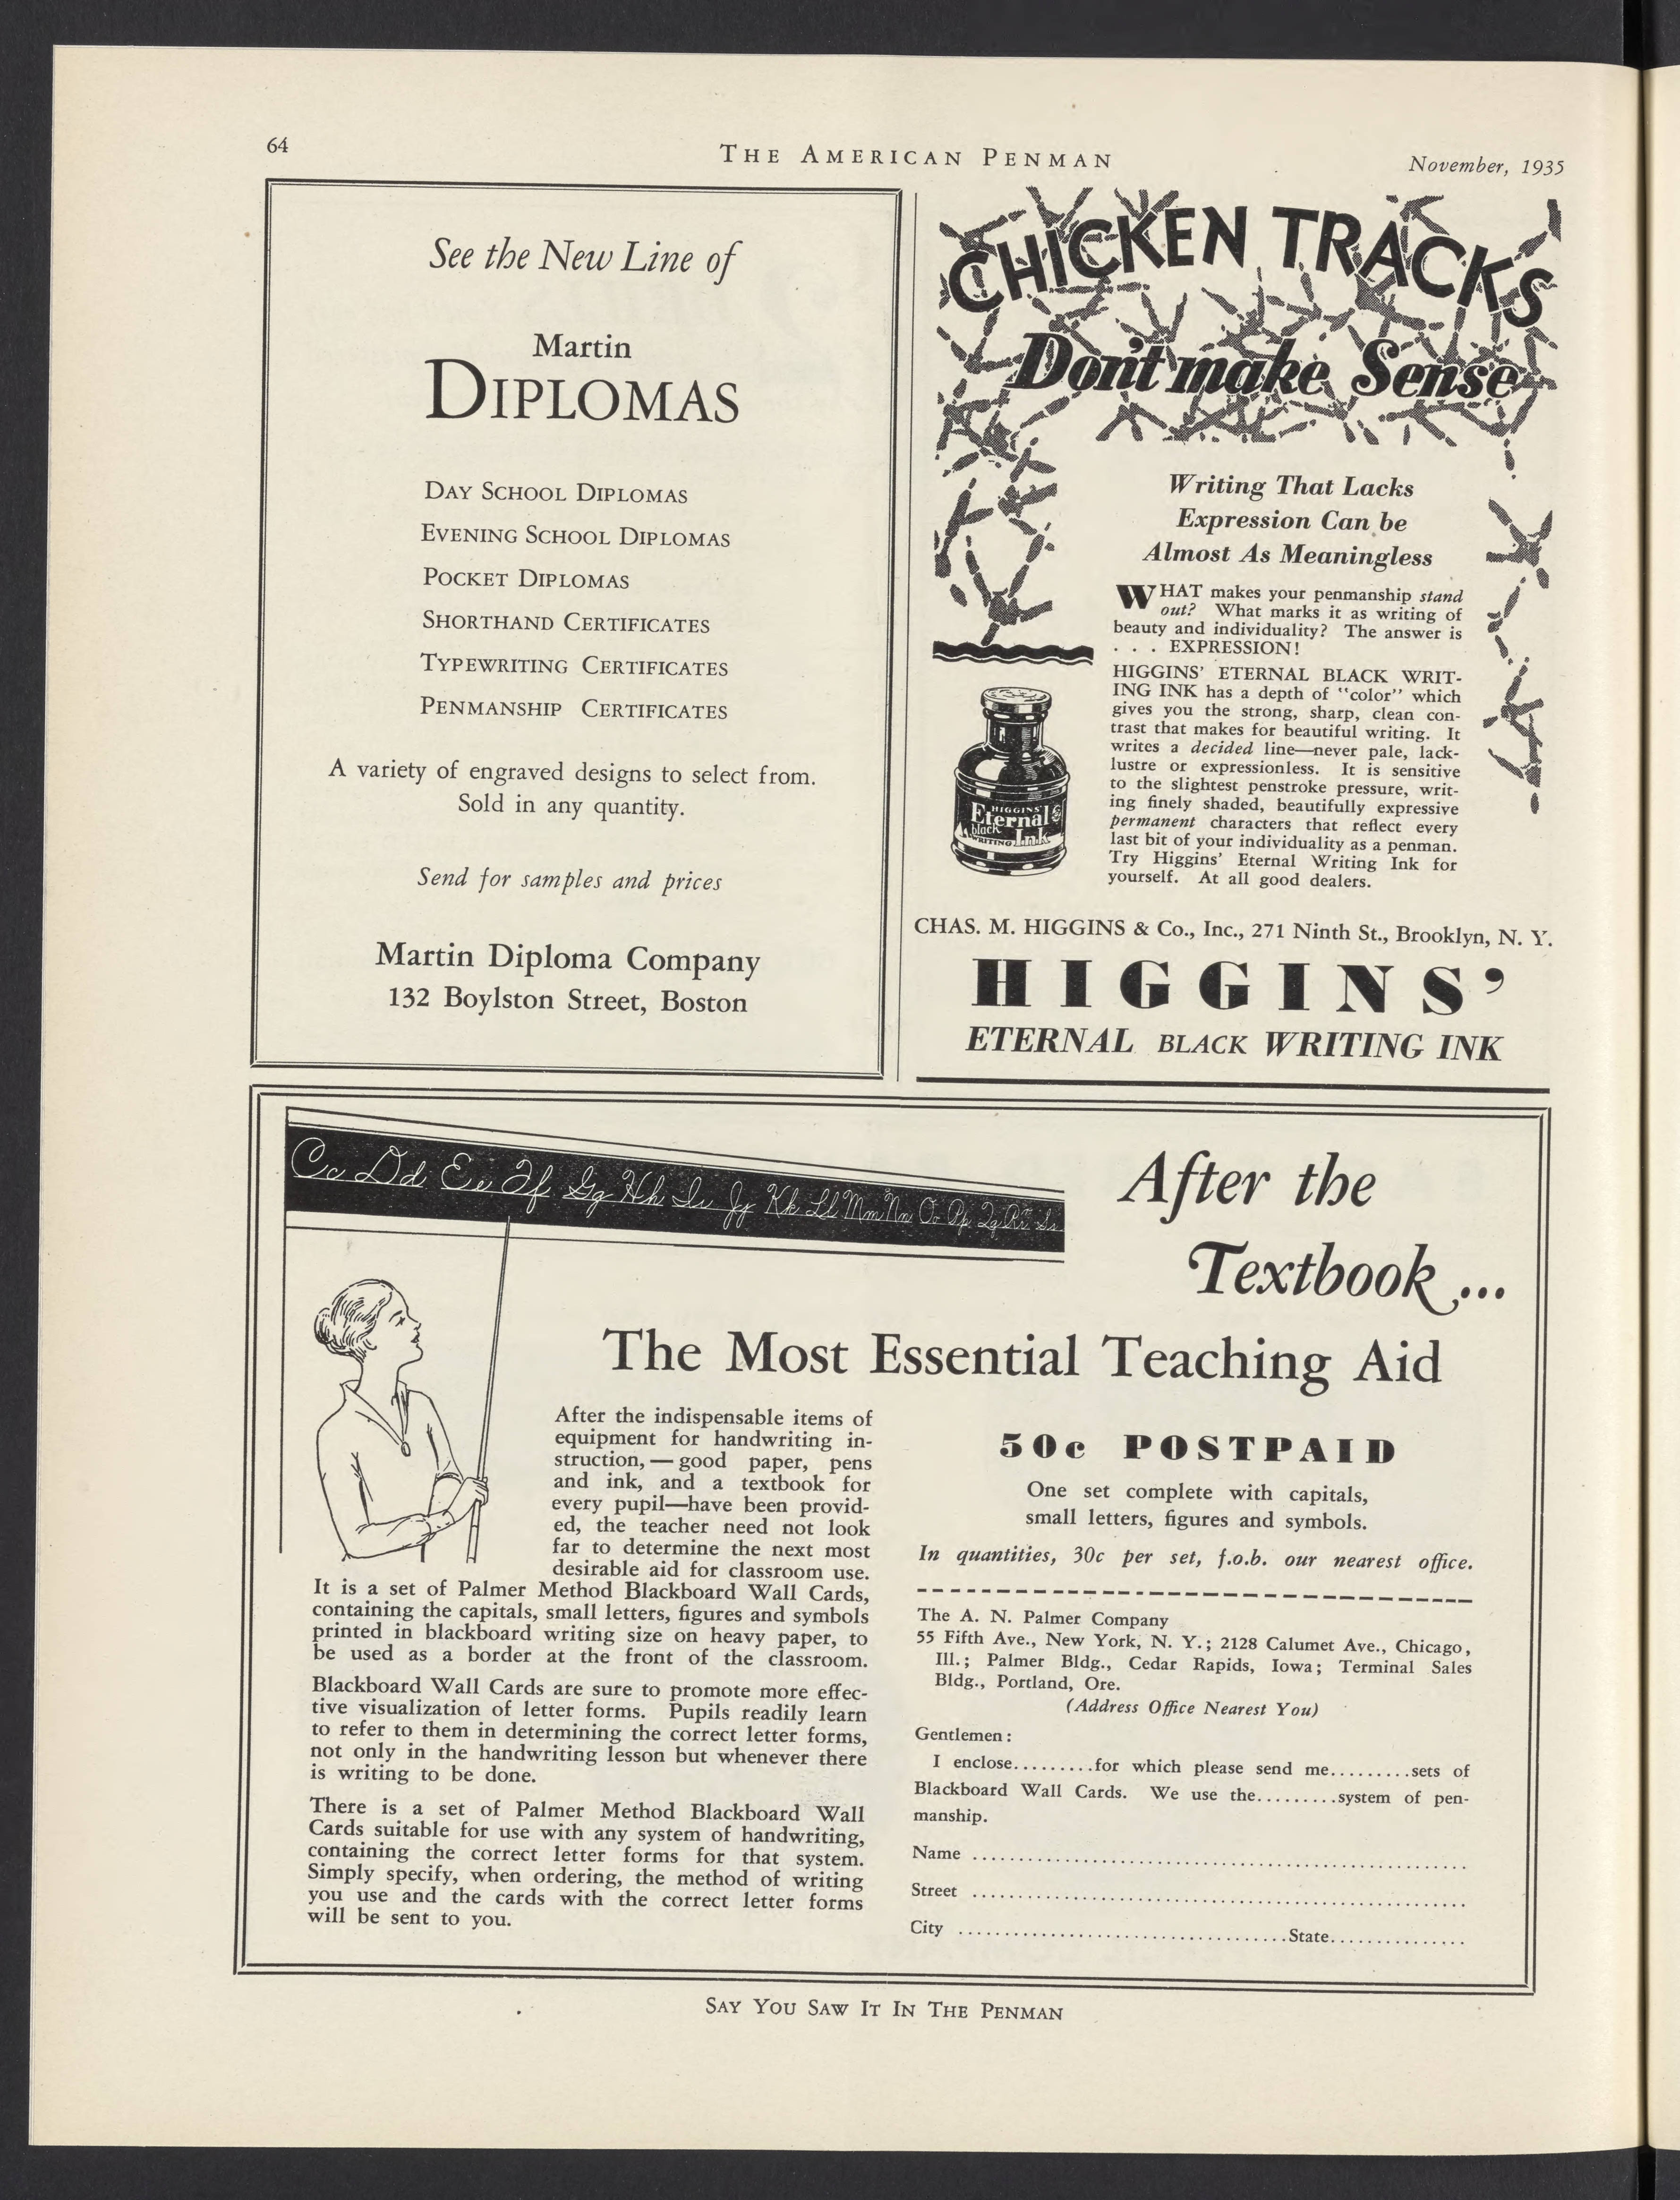 64
THE AMERICAN PENMAN
November, 1935
See the New Line of
Martin
DIPLOMAS
DAY SCHOOL DIPLOMAS
EVENING SCHOOL DIPLOMAS
POCKET DIPLOMAS
SHORTHAND CERTIFICATES
TYPEWRITING CERTIFICATES
PENMANSHIP CERTIFICATES
A variety of engraved designs to select from.
Sold in any quantity.
Send for samples and prices
Martin Diploma Company
132 Boylston Street, Boston
CHICKEN TRACKS
Don't make Sense
Writing That Lacks
Expression Can be
Almost As Meaningless
WHAT makes your penmanship stand
out? What marks it as writing of
beauty and individuality? The answer is
. . . EXPRESSION!
HIGGINS' ETERNAL BLACK WRIT-
ING INK has a depth of "color" which
gives you the strong, sharp, clean con-
trast that makes for beautiful writing. It
writes a decided line—never pale, lack-
lustre or expressionless. It is sensitive
to the slightest penstroke pressure, writ-
ing finely shaded, beautifully expressive
permanent characters that reflect every
last bit of your individuality as a penman.
Try Higgins' Eternal Writing Ink for
yourself. At all good dealers.
HIGGINS'
Eternal
black
WRITING Ink
CHAS. M. HIGGINS & Co., Inc., 271 Ninth St., Brooklyn, N. Y.
HIGGINS'
ETERNAL BLACK WRITING INK
Cc Dd Ee Ff Gg Hh Ii Jj Kk Ll Mm Nn Oo Pp Qq Rr Ss
After the
Textbook...
The Most Essential Teaching Aid
After the indispensable items of
equipment for handwriting in-
struction, — good paper, pens
and ink, and a textbook for
every pupil—have been provid-
ed, the teacher need not look
far to determine the next most
desirable aid for classroom use.
It is a set of Palmer Method Blackboard Wall Cards,
containing the capitals, small letters, figures and symbols
printed in blackboard writing size on heavy paper, to
be used as a border at the front of the classroom.
Blackboard Wall Cards are sure to promote more effec-
tive visualization of letter forms. Pupils readily learn
to refer to them in determining the correct letter forms,
not only in the handwriting lesson but whenever there
is writing to be done.
There is a set of Palmer Method Blackboard Wall
Cards suitable for use with any system of handwriting,
containing the correct letter forms for that system.
Simply specify, when ordering, the method of writing
you use and the cards with the correct letter forms
will be sent to you.
50c POSTPAID
One set complete with capitals,
small letters, figures and symbols.
In quantities, 30c per set, f.o.b. our nearest office.
The A. N. Palmer Company
55 Fifth Ave., New York, N. Y.; 2128 Calumet Ave., Chicago,
Ill.; Palmer Bldg., Cedar Rapids, Iowa; Terminal Sales
Bldg., Portland, Ore.
(Address Office Nearest You)
Gentlemen:
I enclose.........for which please send me.........sets of
Blackboard Wall Cards. We use the.........system of pen-
manship.
Name ......................................................
Street ......................................................
City ....................................State...............
SAY YOU SAW IT IN THE PENMAN